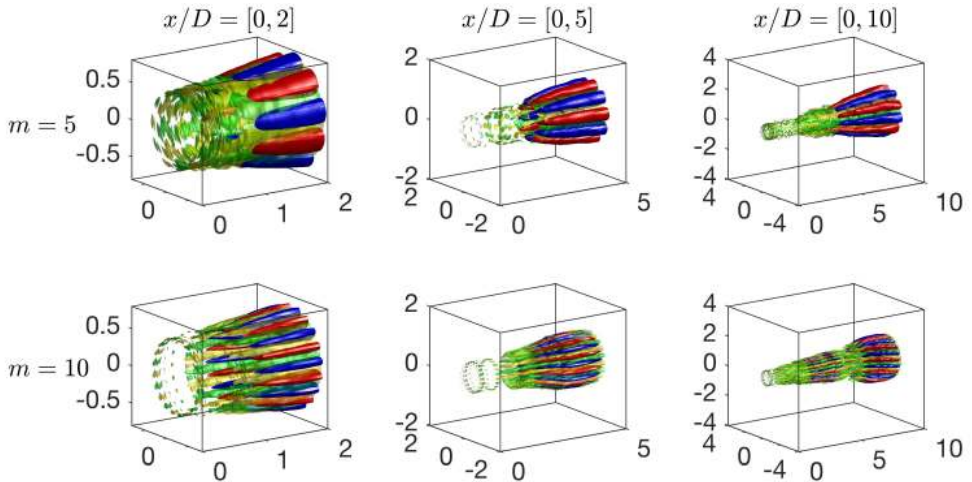 x/D = [0, 2] x/D = [0, 5] x/D = [0, 10]
m = 5
0.5 0 -0.5 0 0 1 2
2 0 -2 2 0 -2 0 5
4 2 0 -2 -4 4 0 -4 0 5 10
m = 10
0.5 0 -0.5 0 0 1 2
2 0 -2 2 0 -2 0 5
4 2 0 -2 -4 4 0 -4 0 5 10